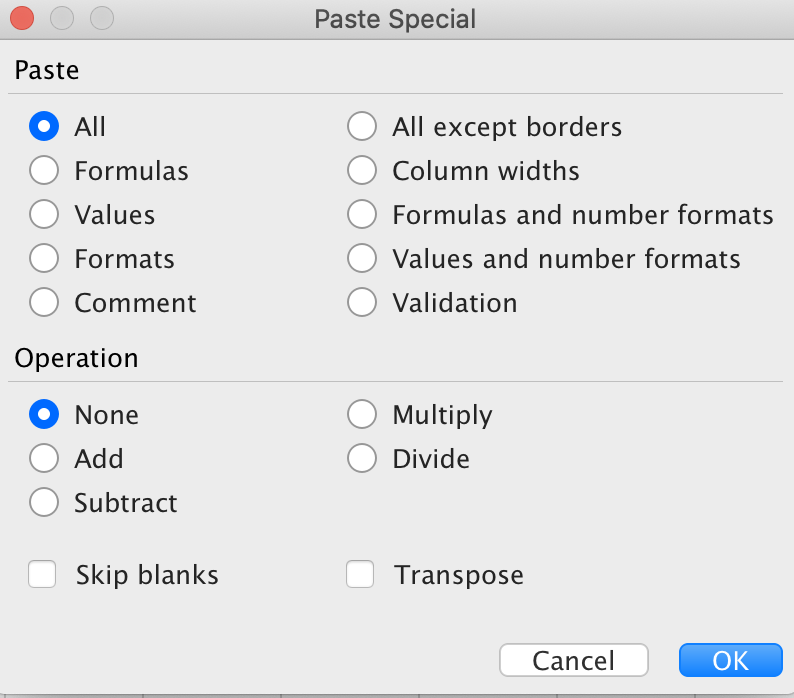 Paste Special
Paste
All
All except borders
Formulas
Column widths
Values
Formulas and number formats
Formats
Values and number formats
Comment
Validation
Operation
None
Multiply
Add
Divide
Subtract
Skip blanks
Transpose
Cancel
OK